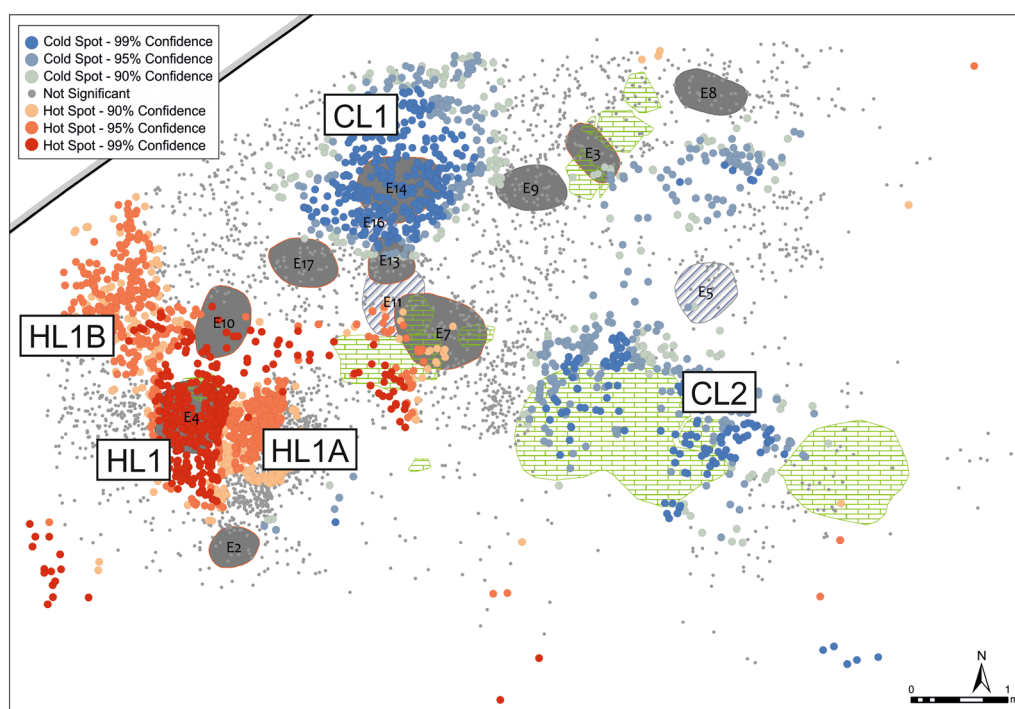 Cold Spot - 99% Confidence
Cold Spot - 95% Confidence
Cold Spot - 90% Confidence
Not Significant
Hot Spot - 90% Confidence
Hot Spot - 95% Confidence
Hot Spot - 99% Confidence
CL1
E8
E3
E14
E9
E16
E17
E13
E11
E5
E10
E7
HL1B
CL2
E4
HL1
HL1A
E2
N
0 1
m